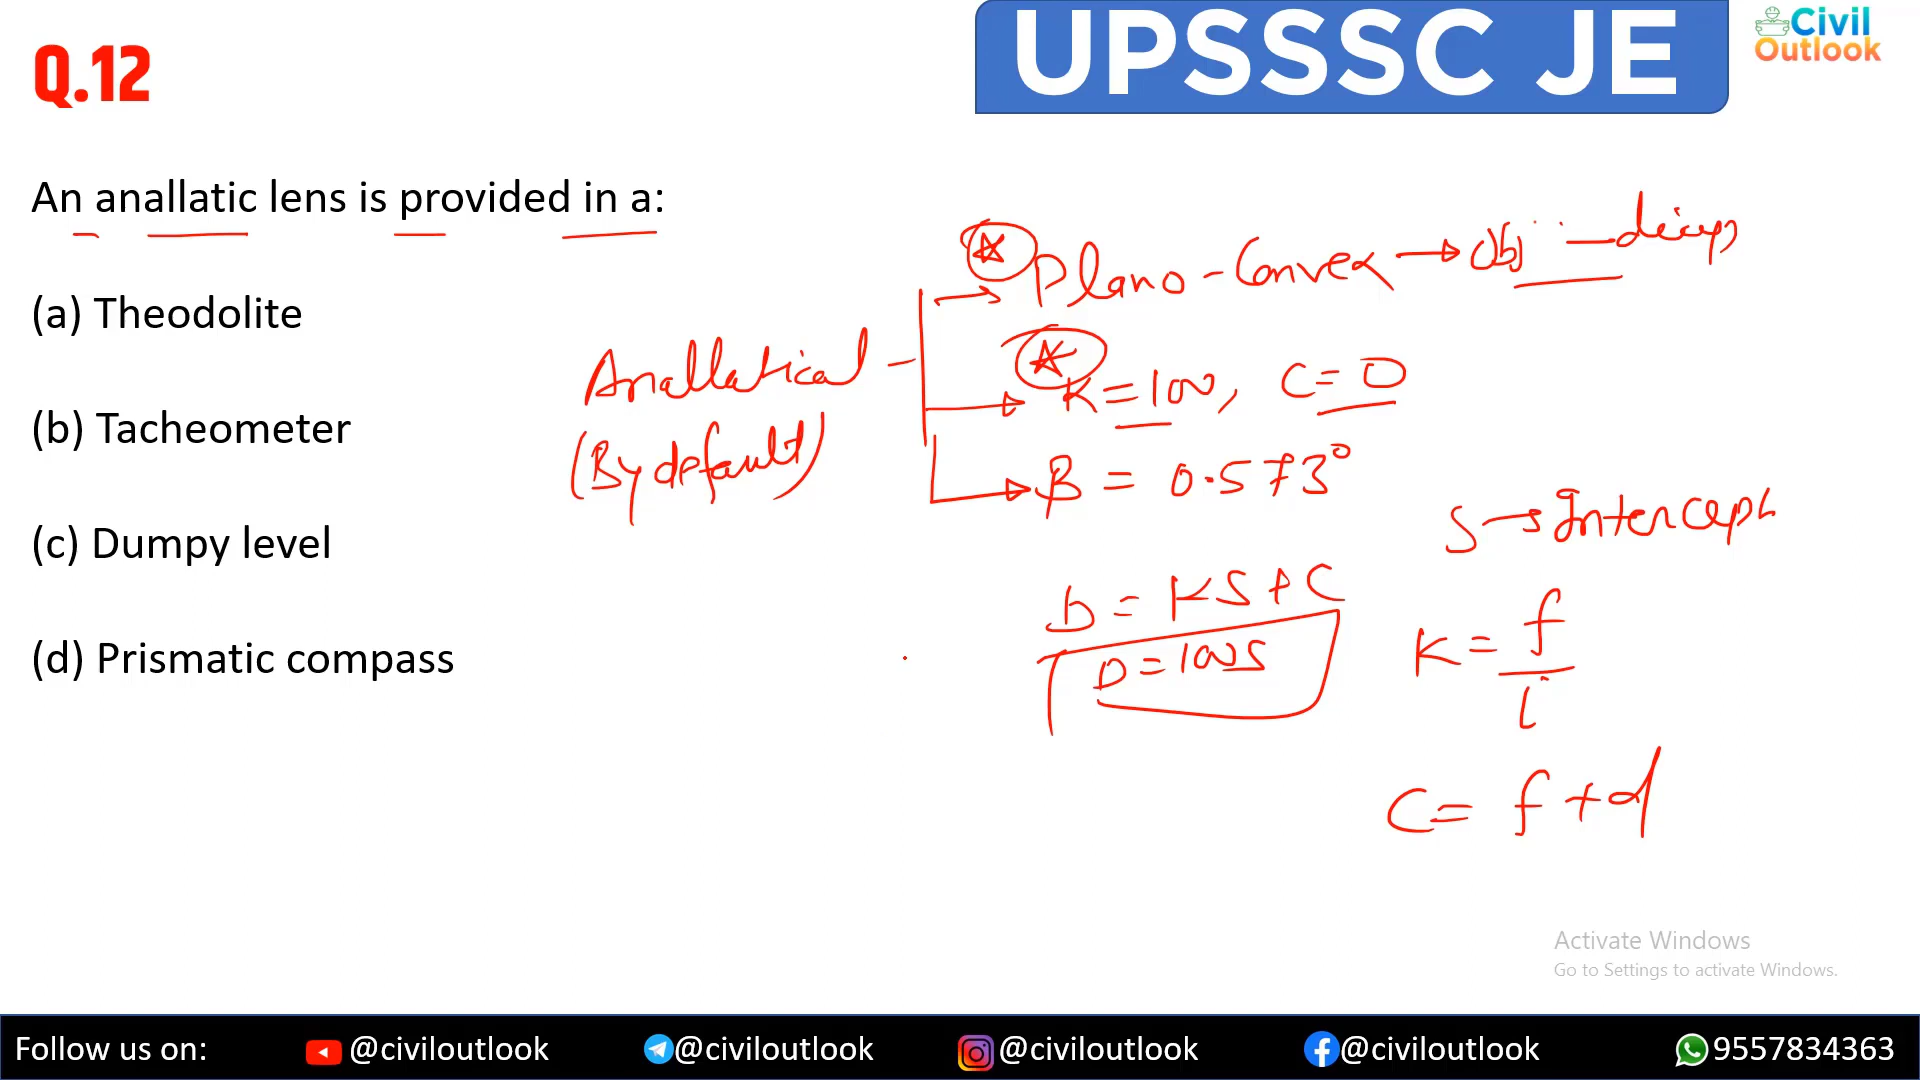 Q.12
UPSSSC JE
Civil
Outlook
An anallatic lens is provided in a:
(a) Theodolite
(b) Tacheometer
(c) Dumpy level
(d) Prismatic compass
Plano-Convex → Obj
Anallatical
(By default)
K = 100, C = 0
β = 0.573°
S → Intercept
D = KS + C
D = 100S
K = f/i
C = f + d
Activate Windows
Go to Settings to activate Windows.
Follow us on: @civiloutlook @civiloutlook @civiloutlook @civiloutlook 9557834363